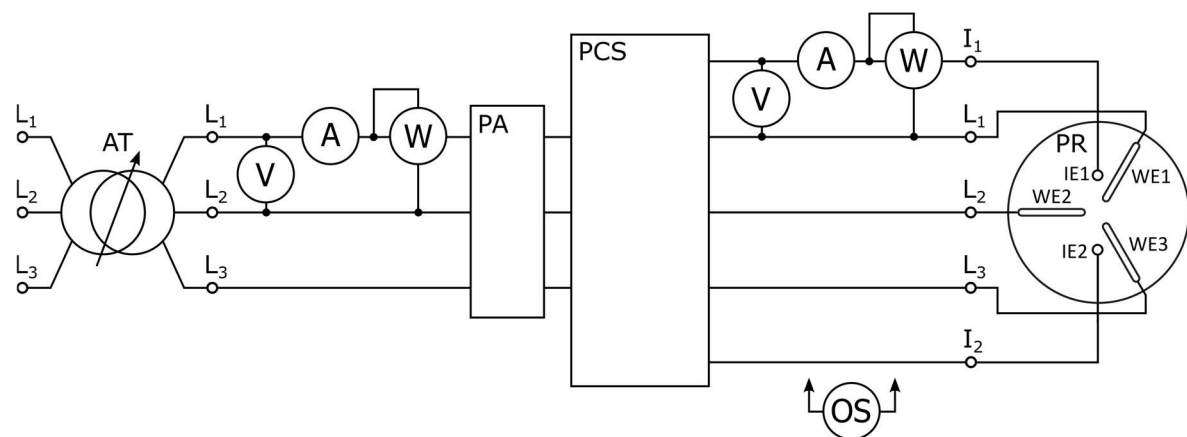 PCS
A
W
I₁
V
L₁
AT
L₁
L₁
A
W
PA
V
PR
IE1
WE1
L₂
L₂
L₂
WE2
IE2
WE3
L₃
L₃
L₃
I₂
OS